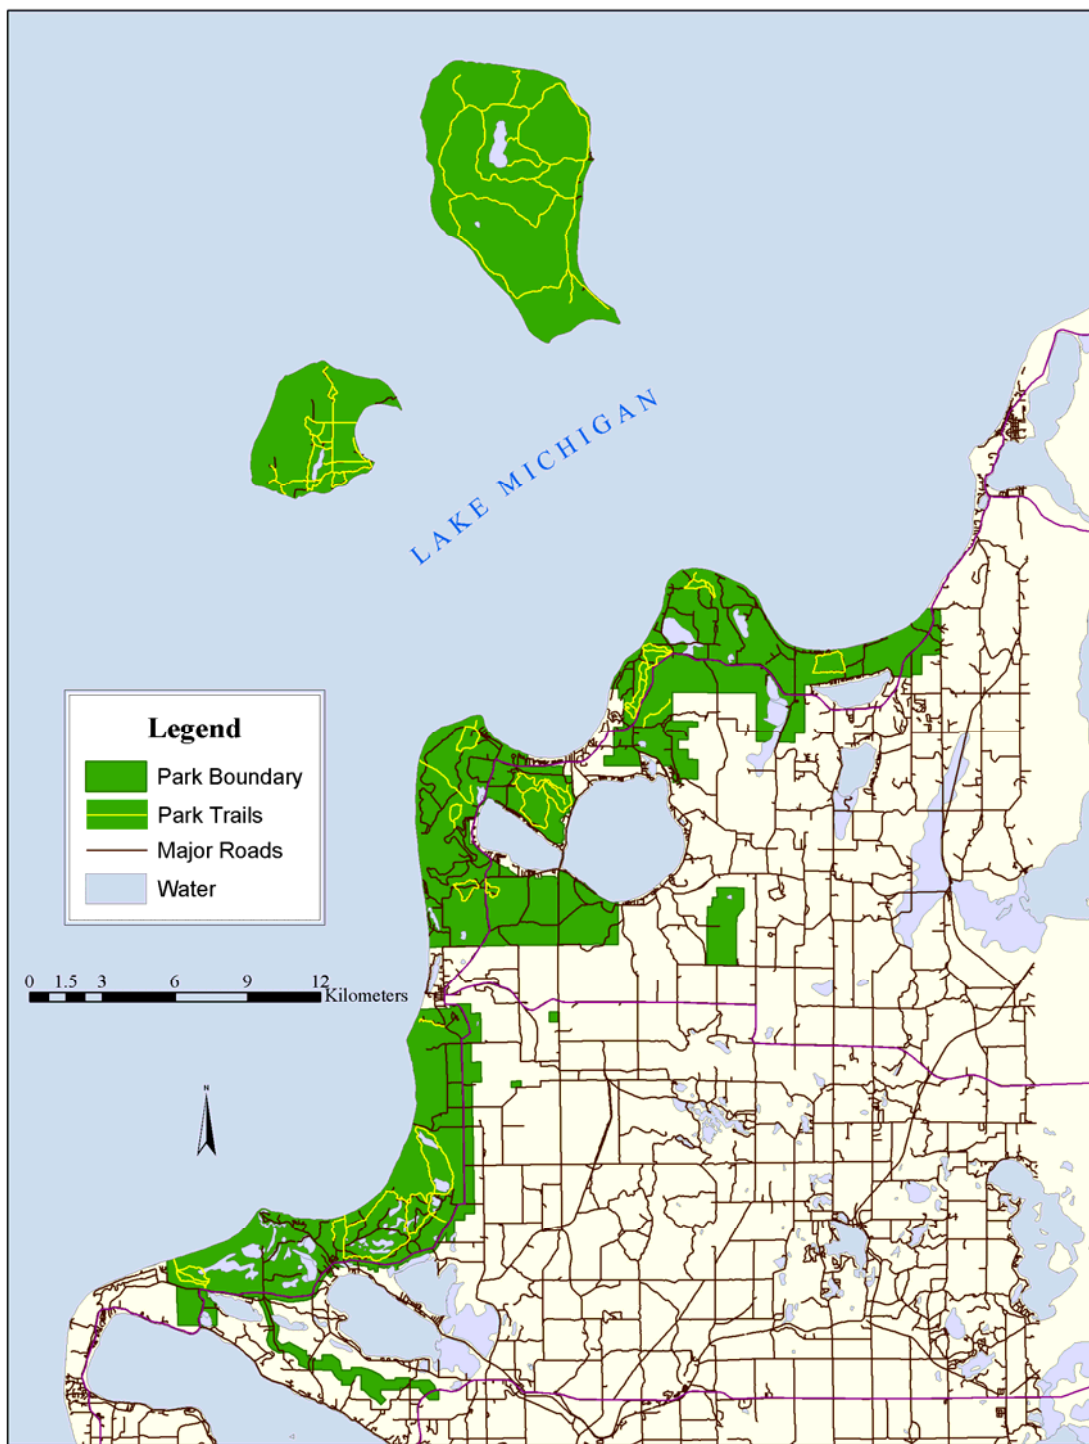 N
LAKE MICHIGAN
Legend
Park Boundary
Park Trails
Major Roads
Water
0 1.5 3 6 9 12
Kilometers